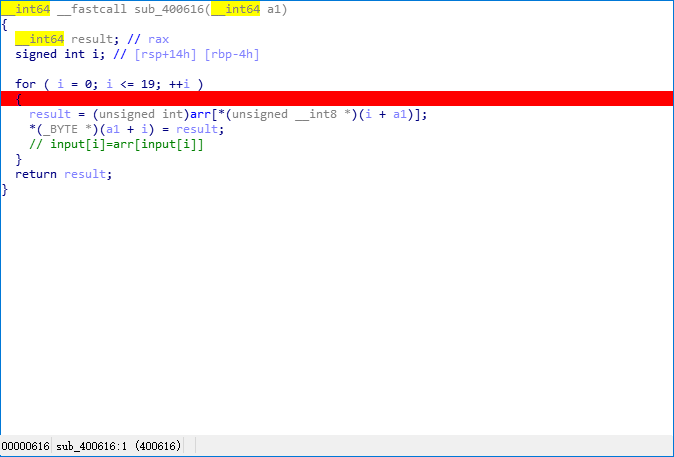 __int64 __fastcall sub_400616(__int64 a1)
{
  __int64 result; // rax
  signed int i; // [rsp+14h] [rbp-4h]

  for ( i = 0; i <= 19; ++i )
  {
    result = (unsigned int)arr[*(unsigned __int8 *)(i + a1)];
    *(_BYTE *)(a1 + i) = result;
    // input[i]=arr[input[i]]
  }
  return result;
}
00000616 sub_400616:1 (400616)